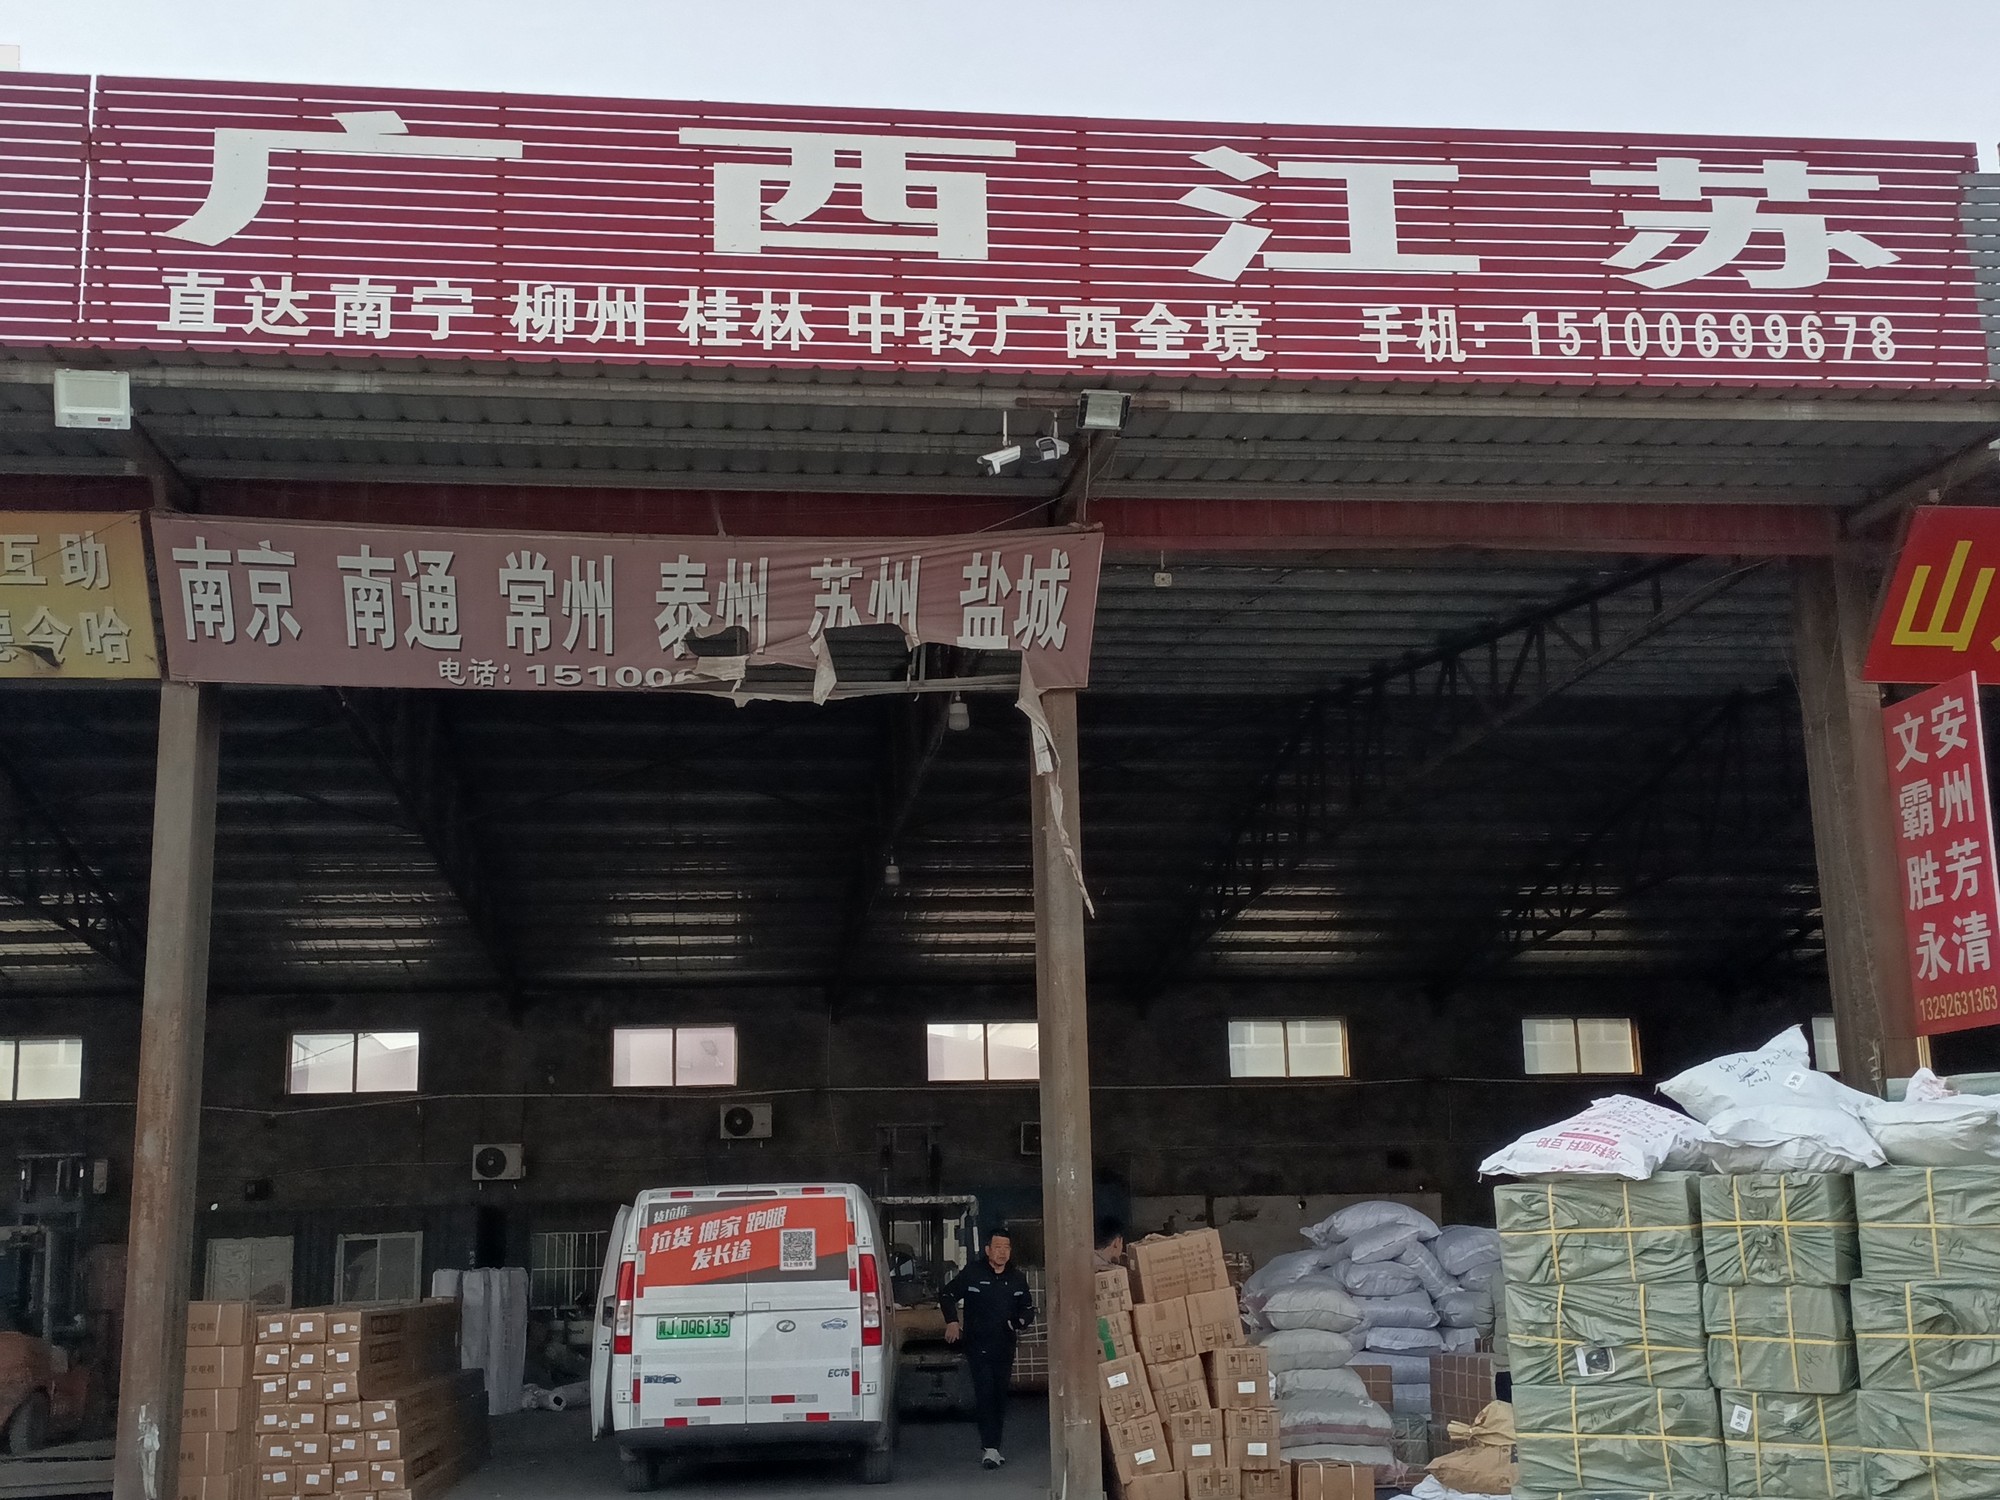 广西江苏
直达南宁 柳州 桂林 中转广西全境 手机：15100699678
互助
德令哈
南京 南通 常州 泰州 苏州 盐城
电话：15100
山
文安
霸州
胜芳
永清
13292631363
货拉拉
拉货 搬家 跑腿
发长途
冀J DQ6135
EC75